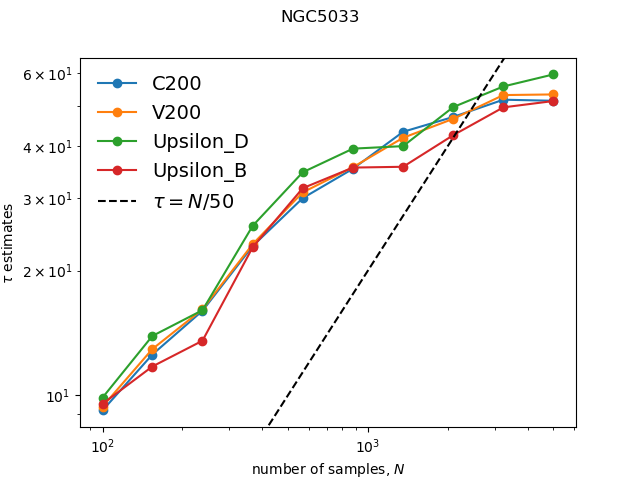 NGC5033
C200
V200
Upsilon_D
Upsilon_B
τ = N/50
6 × 10¹
4 × 10¹
3 × 10¹
2 × 10¹
10¹
τ estimates
10² 10³
number of samples, N